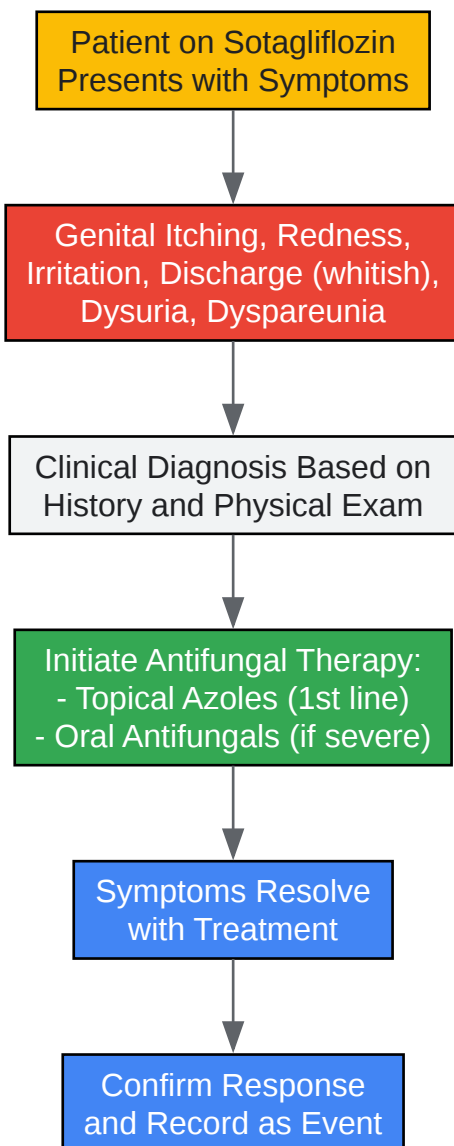 Patient on Sotagliflozin
Presents with Symptoms
Genital Itching, Redness,
Irritation, Discharge (whitish),
Dysuria, Dyspareunia
Clinical Diagnosis Based on
History and Physical Exam
Initiate Antifungal Therapy:
- Topical Azoles (1st line)
- Oral Antifungals (if severe)
Symptoms Resolve
with Treatment
Confirm Response
and Record as Event